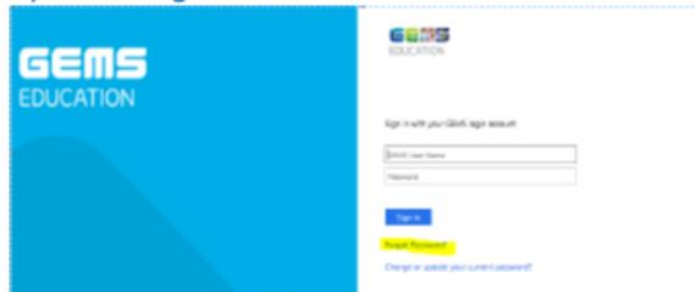 GEMS
EDUCATION
GEMS
EDUCATION
Sign in with your GEMS login account
GEMS User Name
Password
Sign in
Forgot Password?
Change or update your current password?